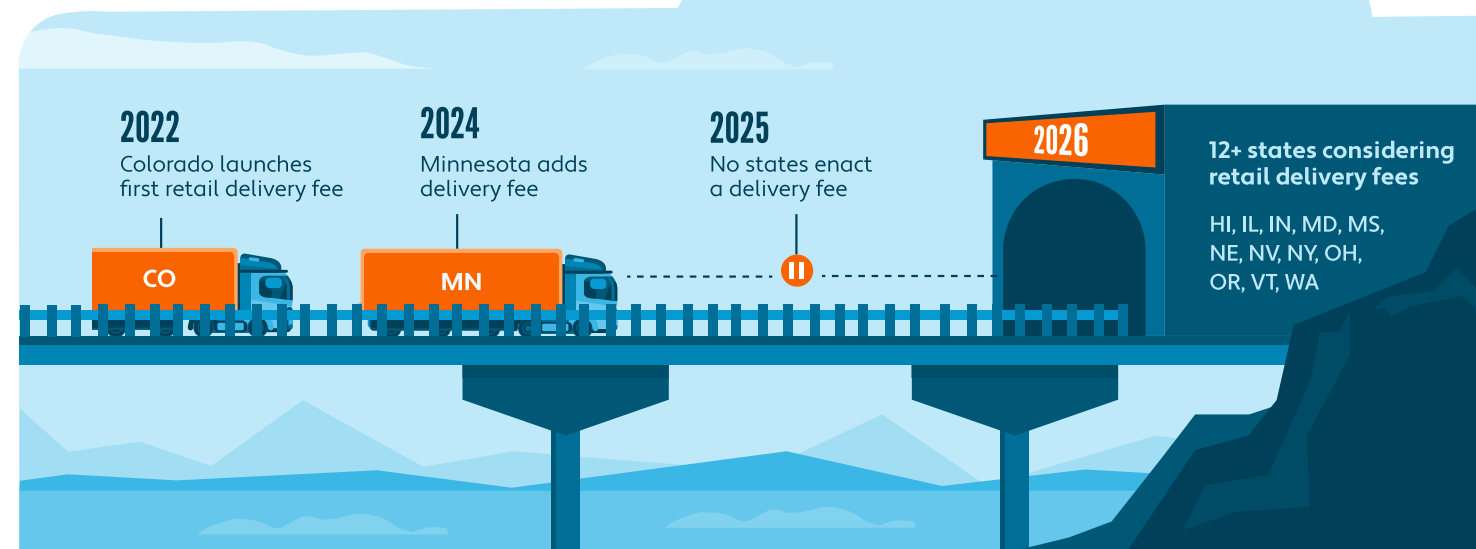 2022
Colorado launches
first retail delivery fee
CO
2024
Minnesota adds
delivery fee
MN
2025
No states enact
a delivery fee
2026
12+ states considering
retail delivery fees
HI, IL, IN, MD, MS,
NE, NV, NY, OH,
OR, VT, WA